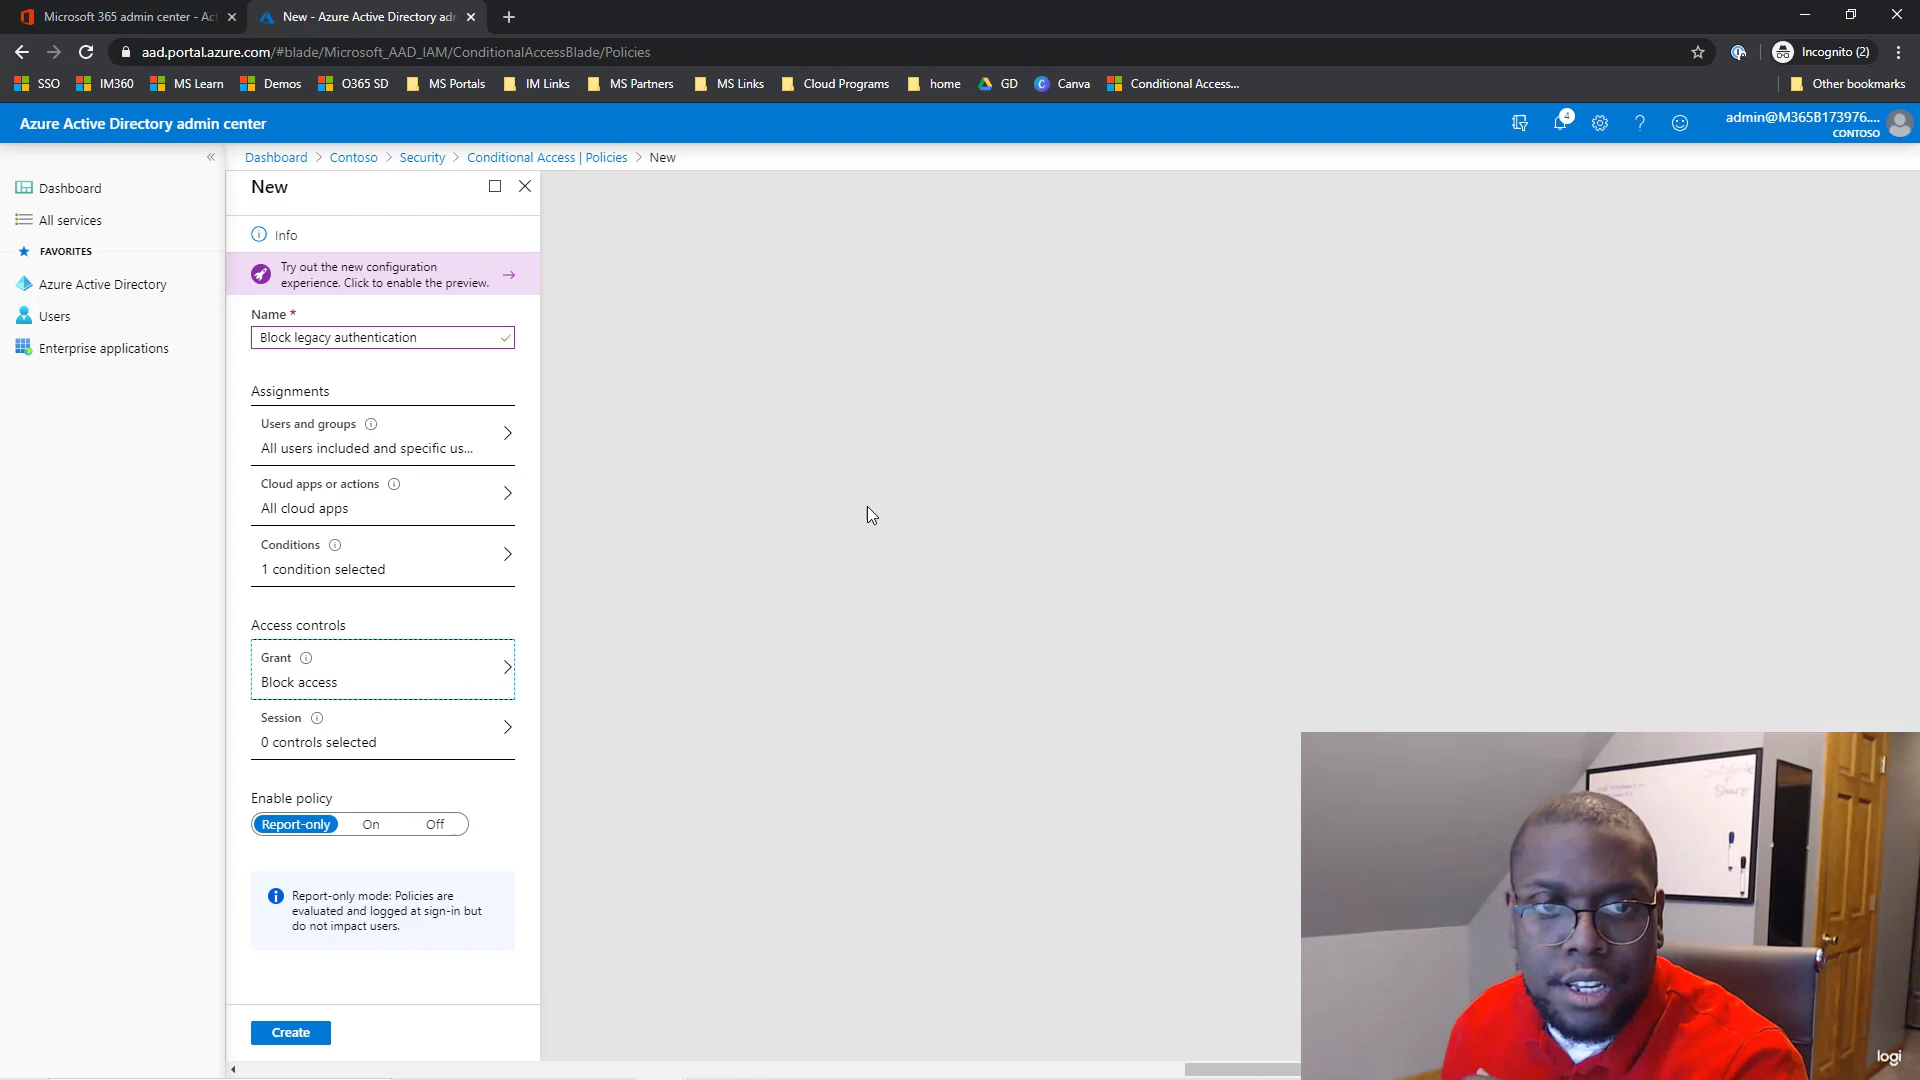 Microsoft 365 admin center - Act
New - Azure Active Directory adm
aad.portal.azure.com/#blade/Microsoft_AAD_IAM/ConditionalAccessBlade/Policies
Incognito (2)
SSO
IM360
MS Learn
Demos
O365 SD
MS Portals
IM Links
MS Partners
MS Links
Cloud Programs
home
GD
Canva
Conditional Access...
Other bookmarks
Azure Active Directory admin center
4
admin@M365B173976....
CONTOSO
Dashboard > Contoso > Security > Conditional Access | Policies > New
Dashboard
All services
FAVORITES
Azure Active Directory
Users
Enterprise applications
New
Info
Try out the new configuration
experience. Click to enable the preview.
Name *
Block legacy authentication
Assignments
Users and groups
All users included and specific us...
Cloud apps or actions
All cloud apps
Conditions
1 condition selected
Access controls
Grant
Block access
Session
0 controls selected
Enable policy
Report-only On Off
Report-only mode: Policies are
evaluated and logged at sign-in but
do not impact users.
Create
Share
logi